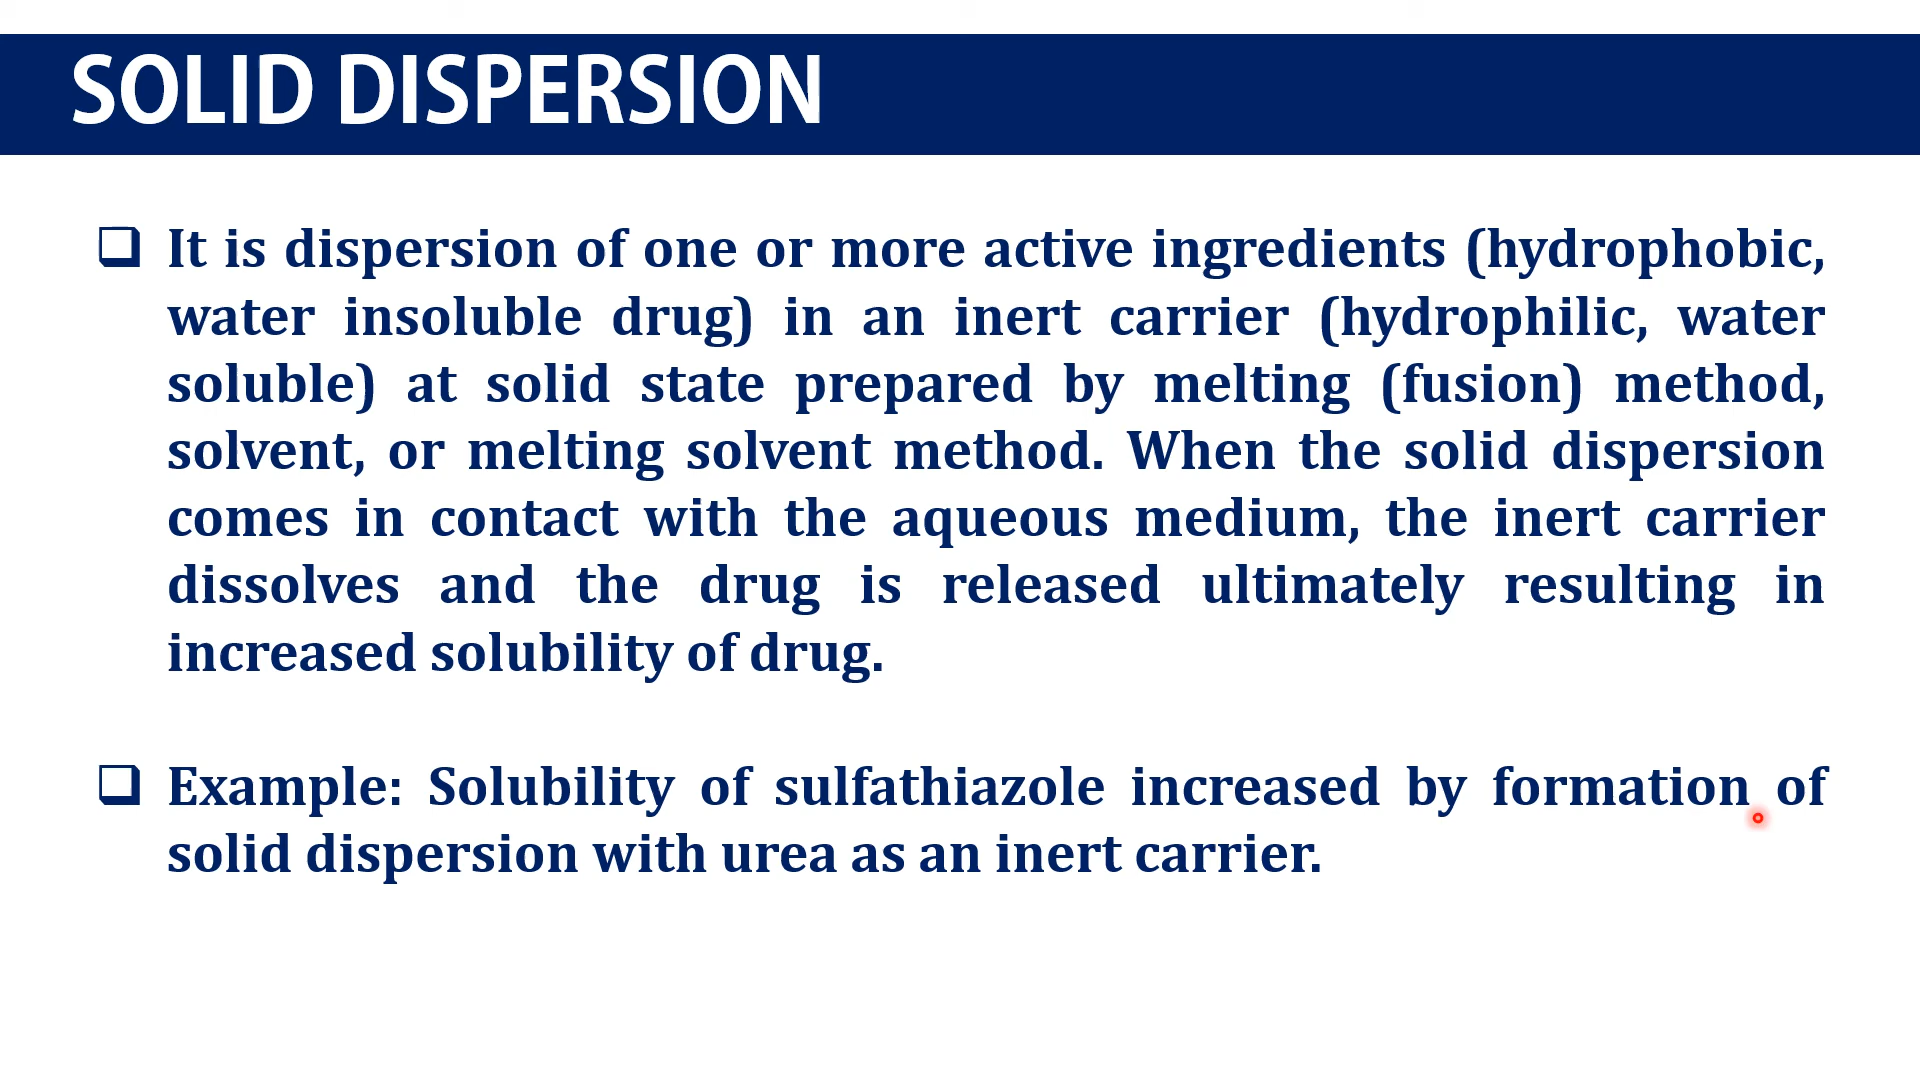 SOLID DISPERSION
It is dispersion of one or more active ingredients (hydrophobic,
water insoluble drug) in an inert carrier (hydrophilic, water
soluble) at solid state prepared by melting (fusion) method,
solvent, or melting solvent method. When the solid dispersion
comes in contact with the aqueous medium, the inert carrier
dissolves and the drug is released ultimately resulting in
increased solubility of drug.
Example: Solubility of sulfathiazole increased by formation of
solid dispersion with urea as an inert carrier.